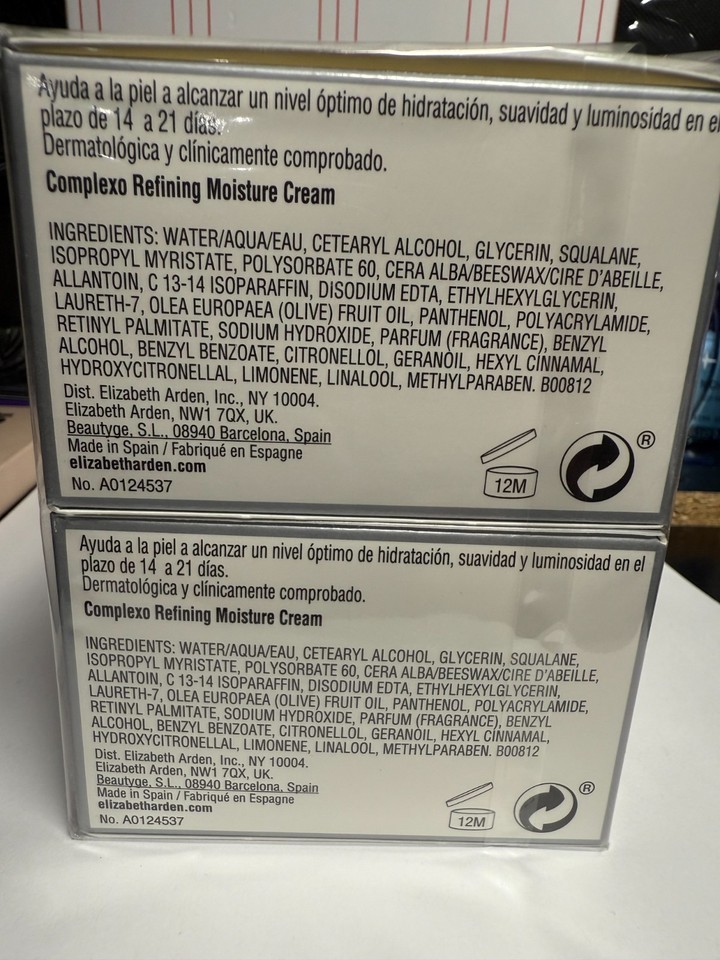 Ayuda a la piel a alcanzar un nivel óptimo de hidratación, suavidad y luminosidad en el
plazo de 14 a 21 días.
Dermatológica y clínicamente comprobado.
Complexo Refining Moisture Cream
INGREDIENTS: WATER/AQUA/EAU, CETEARYL ALCOHOL, GLYCERIN, SQUALANE,
ISOPROPYL MYRISTATE, POLYSORBATE 60, CERA ALBA/BEESWAX/CIRE D'ABEILLE,
ALLANTOIN, C 13-14 ISOPARAFFIN, DISODIUM EDTA, ETHYLHEXYLGLYCERIN,
LAURETH-7, OLEA EUROPAEA (OLIVE) FRUIT OIL, PANTHENOL, POLYACRYLAMIDE,
RETINYL PALMITATE, SODIUM HYDROXIDE, PARFUM (FRAGRANCE), BENZYL
ALCOHOL, BENZYL BENZOATE, CITRONELLOL, GERANOIL, HEXYL CINNAMAL,
HYDROXYCITRONELLAL, LIMONENE, LINALOOL, METHYLPARABEN. B00812
Dist. Elizabeth Arden, Inc., NY 10004.
Elizabeth Arden, NW1 7QX, UK.
Beautyge, S.L., 08940 Barcelona, Spain
Made in Spain / Fabriqué en Espagne
elizabetharden.com
No. A0124537
12M
®
Ayuda a la piel a alcanzar un nivel óptimo de hidratación, suavidad y luminosidad en el
plazo de 14 a 21 días.
Dermatológica y clínicamente comprobado.
Complexo Refining Moisture Cream
INGREDIENTS: WATER/AQUA/EAU, CETEARYL ALCOHOL, GLYCERIN, SQUALANE,
ISOPROPYL MYRISTATE, POLYSORBATE 60, CERA ALBA/BEESWAX/CIRE D'ABEILLE,
ALLANTOIN, C 13-14 ISOPARAFFIN, DISODIUM EDTA, ETHYLHEXYLGLYCERIN,
LAURETH-7, OLEA EUROPAEA (OLIVE) FRUIT OIL, PANTHENOL, POLYACRYLAMIDE,
RETINYL PALMITATE, SODIUM HYDROXIDE, PARFUM (FRAGRANCE), BENZYL
ALCOHOL, BENZYL BENZOATE, CITRONELLOL, GERANOIL, HEXYL CINNAMAL,
HYDROXYCITRONELLAL, LIMONENE, LINALOOL, METHYLPARABEN. B00812
Dist. Elizabeth Arden, Inc., NY 10004.
Elizabeth Arden, NW1 7QX, UK.
Beautyge, S.L., 08940 Barcelona, Spain
Made in Spain / Fabriqué en Espagne
elizabetharden.com
No. A0124537
12M
®